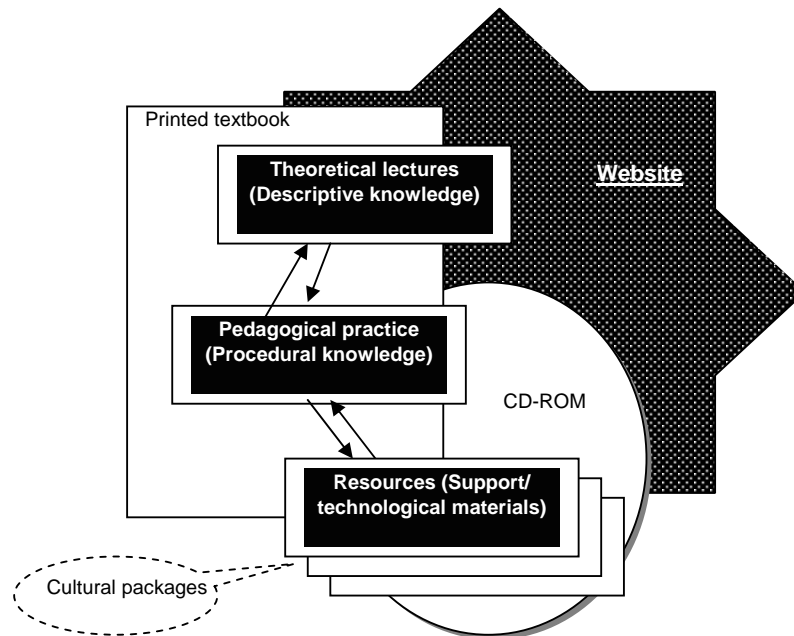 Printed textbook
Theoretical lectures
(Descriptive knowledge)
Website
Pedagogical practice
(Procedural knowledge)
CD-ROM
Resources (Support/
technological materials)
Cultural packages